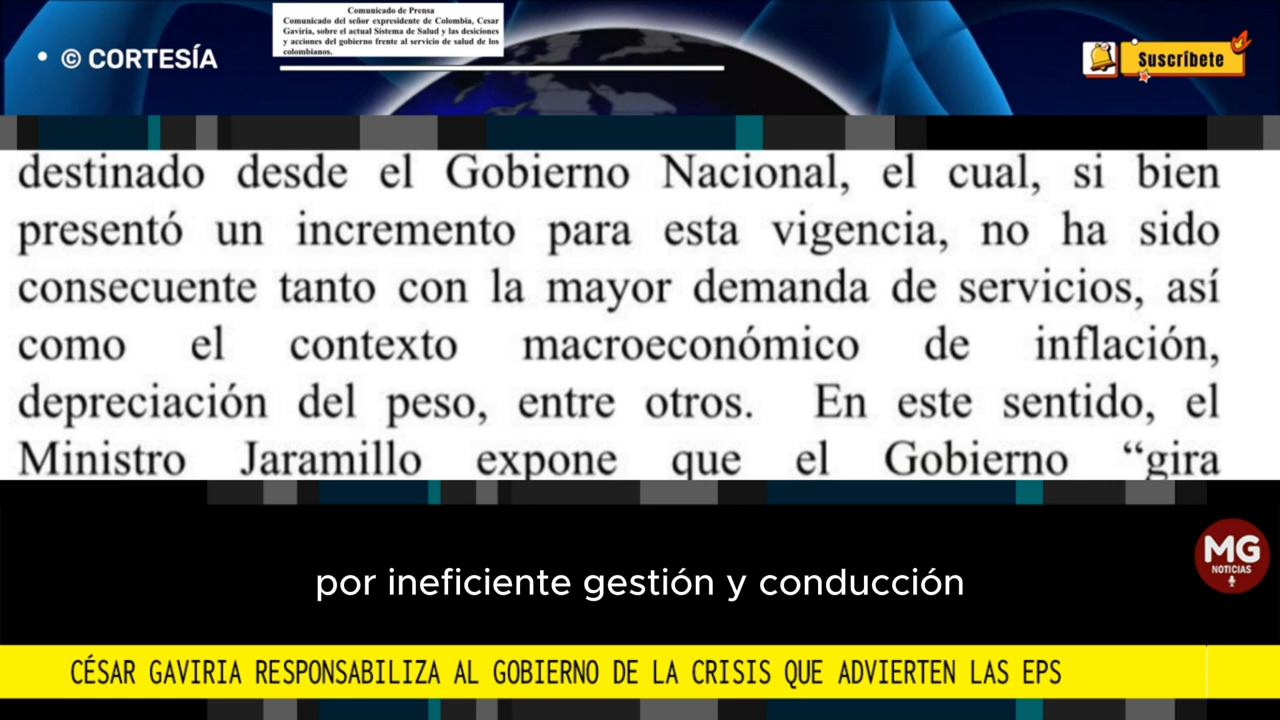 Comunicado de Prensa
Comunicado del señor expresidente de Colombia, Cesar
Gaviria, sobre el actual Sistema de Salud y las desiciones
y acciones del gobierno frente al servicio de salud de los
colombianos.
• © CORTESÍA
Suscríbete
destinado desde el Gobierno Nacional, el cual, si bien
presentó un incremento para esta vigencia, no ha sido
consecuente tanto con la mayor demanda de servicios, así
como el contexto macroeconómico de inflación,
depreciación del peso, entre otros. En este sentido, el
Ministro Jaramillo expone que el Gobierno “gira
MG
NOTICIAS
por ineficiente gestión y conducción
CÉSAR GAVIRIA RESPONSABILIZA AL GOBIERNO DE LA CRISIS QUE ADVIERTEN LAS EPS